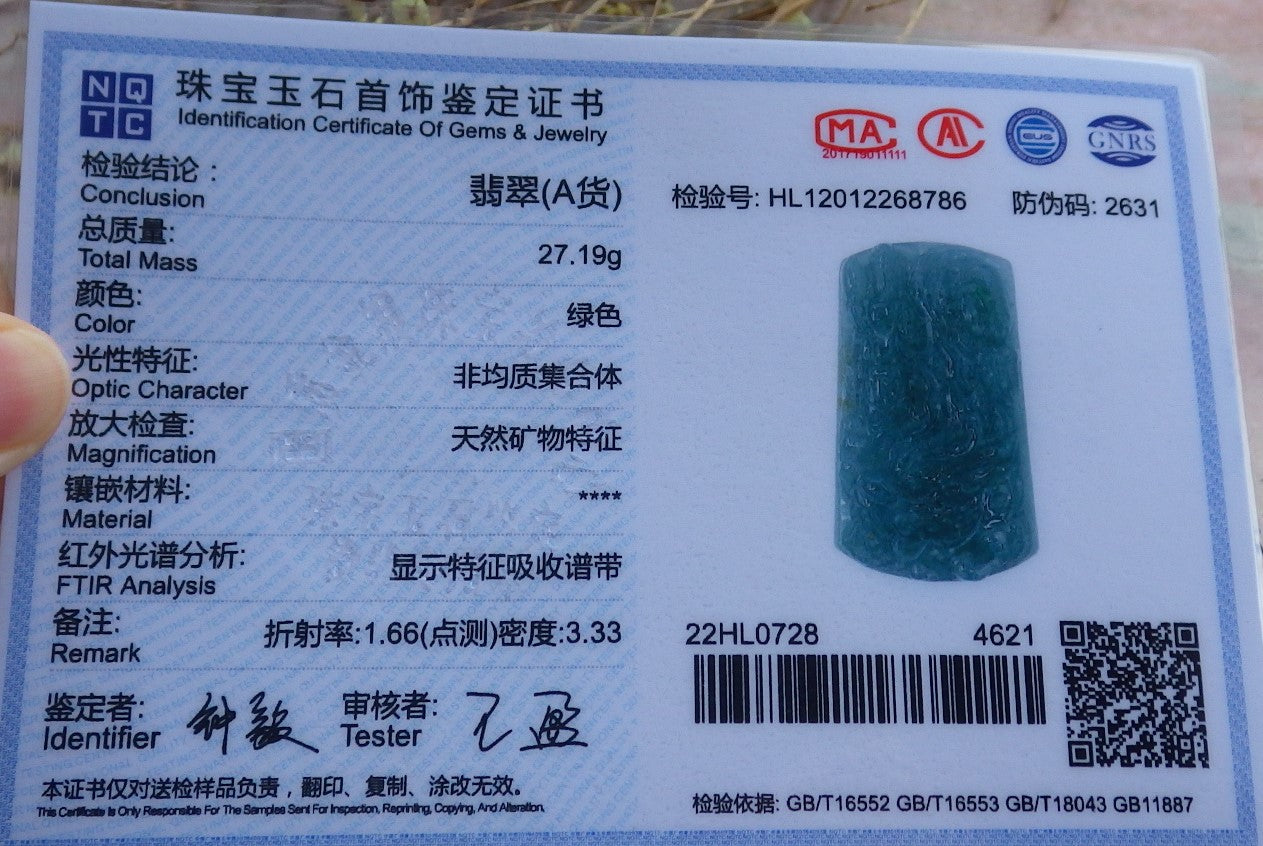 NQ
TC
珠宝玉石首饰鉴定证书
Identification Certificate Of Gems & Jewelry
检验结论：
Conclusion
翡翠(A货)
总质量:
Total Mass
27.19g
颜色:
Color
绿色
光性特征:
Optic Character
非均质集合体
放大检查:
Magnification
天然矿物特征
镶嵌材料:
Material
****
红外光谱分析:
FTIR Analysis
显示特征吸收谱带
备注:
Remark
折射率:1.66(点测)密度:3.33
鉴定者:
Identifier
审核者:
Tester
本证书仅对送检样品负责，翻印、复制、涂改无效。
This Certificate is Only Responsible For The Samples Sent For Inspection, Reprinting, Copying, And Alteration.
MA
201719011111
GNRS
检验号: HL12012268786
防伪码: 2631
22HL0728
4621
检验依据: GB/T16552 GB/T16553 GB/T18043 GB11887